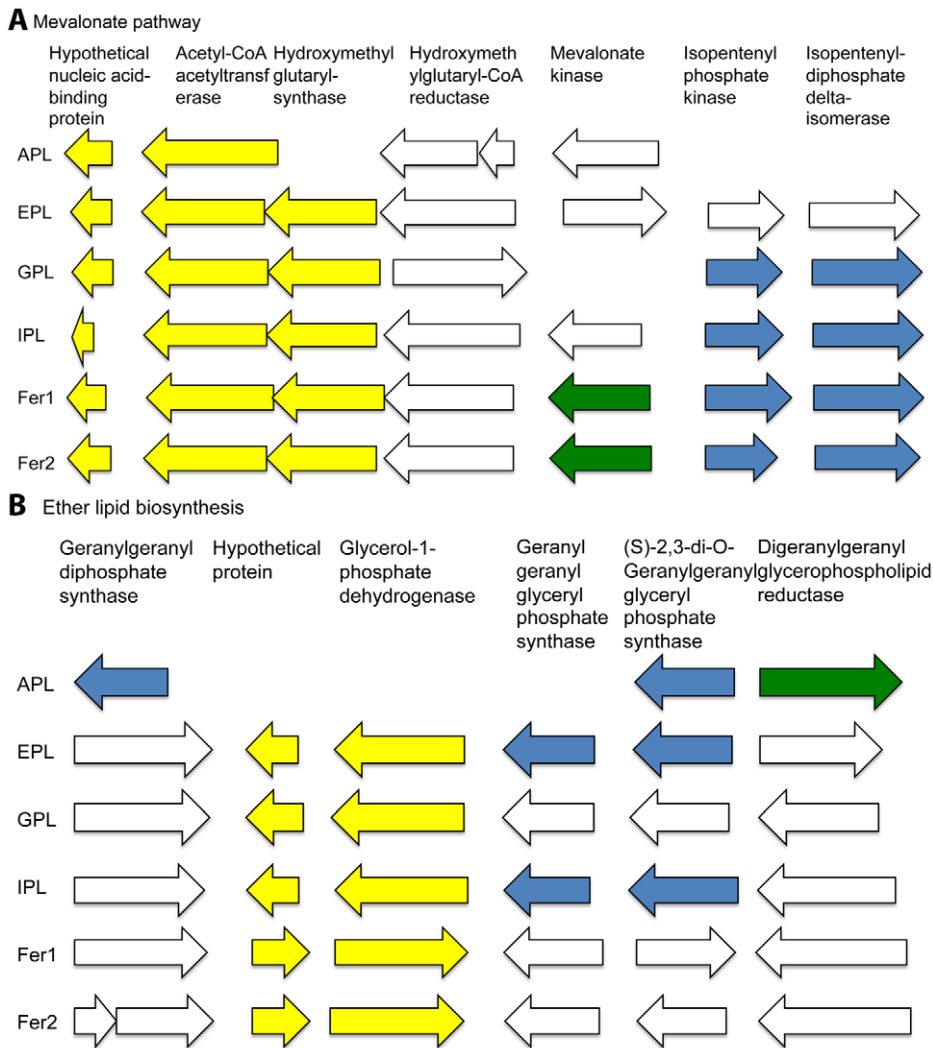 A Mevalonate pathway
Hypothetical
nucleic acid-
binding
protein
Acetyl-CoA
acetyltransf
erase
Hydroxymethyl
glutaryl-
synthase
Hydroxymeth
ylglutaryl-CoA
reductase
Mevalonate
kinase
Isopentenyl
phosphate
kinase
Isopentenyl-
diphosphate
delta-
isomerase
APL
EPL
GPL
IPL
Fer1
Fer2
B Ether lipid biosynthesis
Geranylgeranyl
diphosphate
synthase
Hypothetical
protein
Glycerol-1-
phosphate
dehydrogenase
Geranyl
geranyl
glyceryl
phosphate
synthase
(S)-2,3-di-O-
Geranylgeranyl
glyceryl
phosphate
synthase
Digeranylgeranyl
glycerophospholipid
reductase
APL
EPL
GPL
IPL
Fer1
Fer2